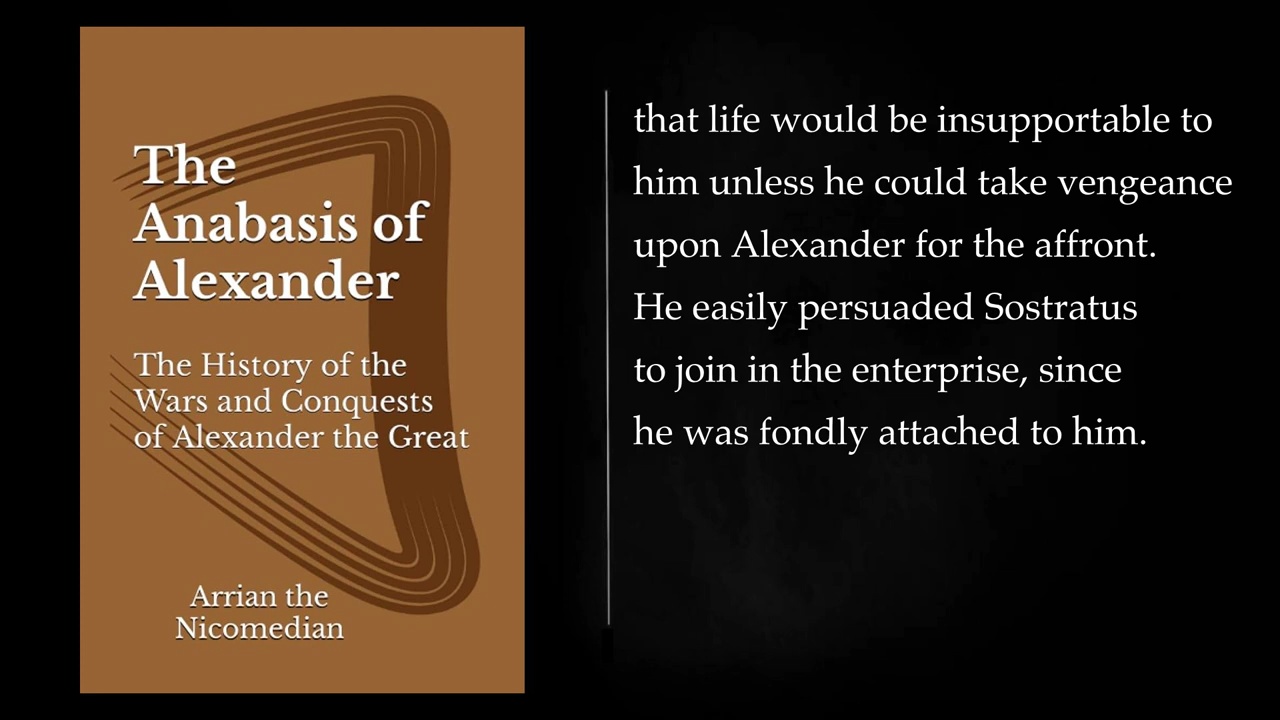 The
Anabasis of
Alexander
The History of the
Wars and Conquests
of Alexander the Great
Arrian the
Nicomedian
that life would be insupportable to
him unless he could take vengeance
upon Alexander for the affront.
He easily persuaded Sostratus
to join in the enterprise, since
he was fondly attached to him.